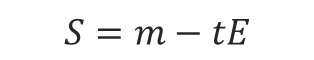 S = m − tE